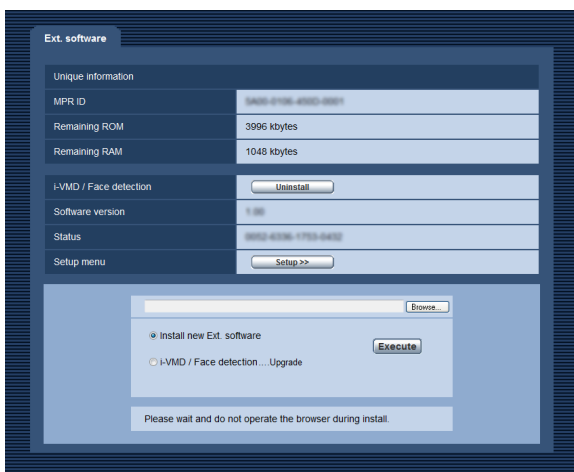 Ext. software
Unique information
MPR ID
Remaining ROM 3996 kbytes
Remaining RAM 1048 kbytes
i-VMD / Face detection Uninstall
Software version
Status
Setup menu Setup >>
Browse...
Install new Ext. software
Execute
i-VMD / Face detection....Upgrade
Please wait and do not operate the browser during install.